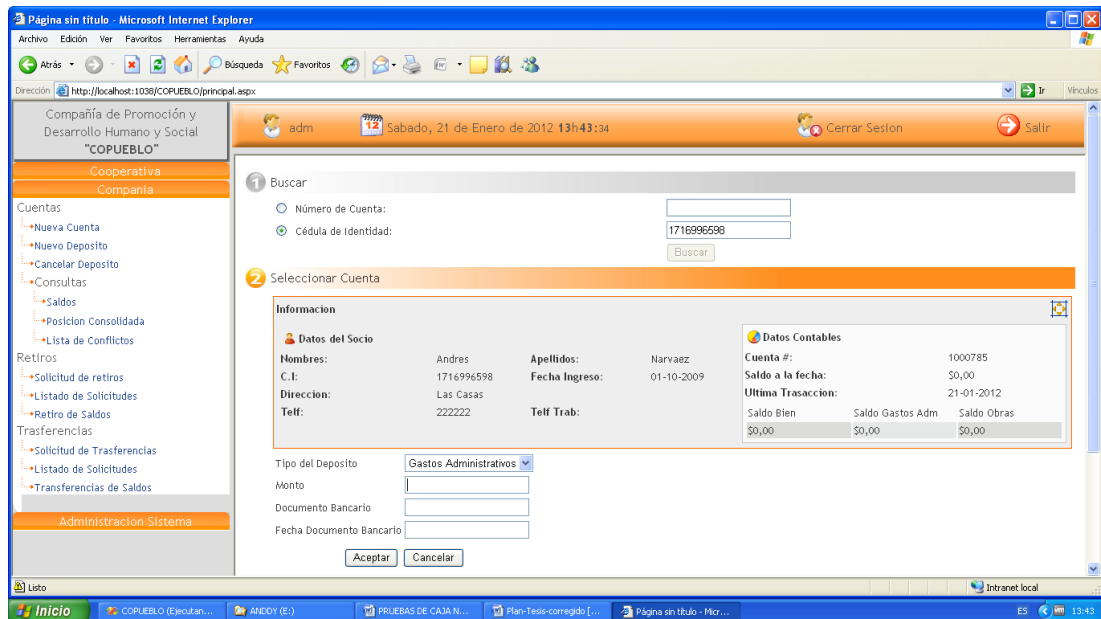 Página sin título - Microsoft Internet Explorer
Archivo Edición Ver Favoritos Herramientas Ayuda
Atrás Búsqueda Favoritos
Dirección http://localhost:1038/COPUEBLO/principal.aspx Ir Vínculos
Compañía de Promoción y
Desarrollo Humano y Social
"COPUEBLO"
adm 12 Sabado, 21 de Enero de 2012 13h43:34 Cerrar Sesion Salir
Cooperativa
Compania
Cuentas
Nueva Cuenta
Nuevo Deposito
Cancelar Deposito
Consultas
Saldos
Posicion Consolidada
Lista de Conflictos
Retiros
Solicitud de retiros
Listado de Solicitudes
Retiro de Saldos
Trasferencias
Solicitud de Trasferencias
Listado de Solicitudes
Transferencias de Saldos
Administracion Sistema
1 Buscar
Número de Cuenta:
Cédula de Identidad: 1716996598
Buscar
2 Seleccionar Cuenta
Informacion
Datos del Socio
Nombres: Andres Apellidos: Narvaez
C.I: 1716996598 Fecha Ingreso: 01-10-2009
Direccion: Las Casas
Telf: 222222 Telf Trab:
Datos Contables
Cuenta #: 1000785
Saldo a la fecha: $0,00
Ultima Trasaccion: 21-01-2012
Saldo Bien Saldo Gastos Adm Saldo Obras
$0,00 $0,00 $0,00
Tipo del Deposito Gastos Administrativos
Monto
Documento Bancario
Fecha Documento Bancario
Aceptar Cancelar
Listo Intranet local
Inicio COPUEBLO (Ejecutan... ANDDY (E:) PRUEBAS DE CAJA N... Plan-Tesis-corregido [... Página sin título - Micr... ES 13:43